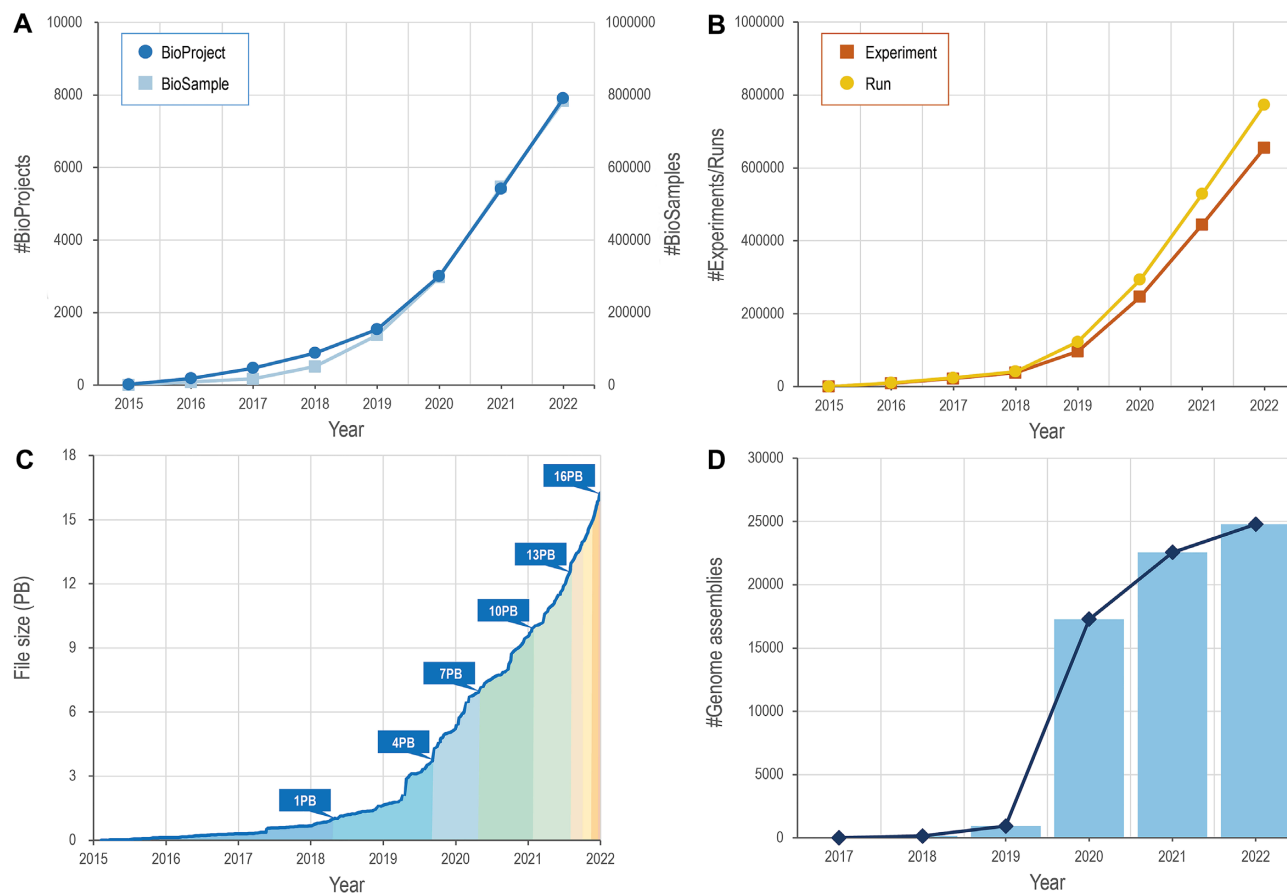 A
10000
8000
6000
4000
2000
0
#BioProjects
BioProject
BioSample
1000000
800000
600000
400000
200000
0
#BioSamples
2015 2016 2017 2018 2019 2020 2021 2022
Year
B
1000000
800000
600000
400000
200000
0
#Experiments/Runs
Experiment
Run
2015 2016 2017 2018 2019 2020 2021 2022
Year
C
18
15
12
9
6
3
0
File size (PB)
16PB
13PB
10PB
7PB
4PB
1PB
2015 2016 2017 2018 2019 2020 2021 2022
Year
D
30000
25000
20000
15000
10000
5000
0
#Genome assemblies
2017 2018 2019 2020 2021 2022
Year